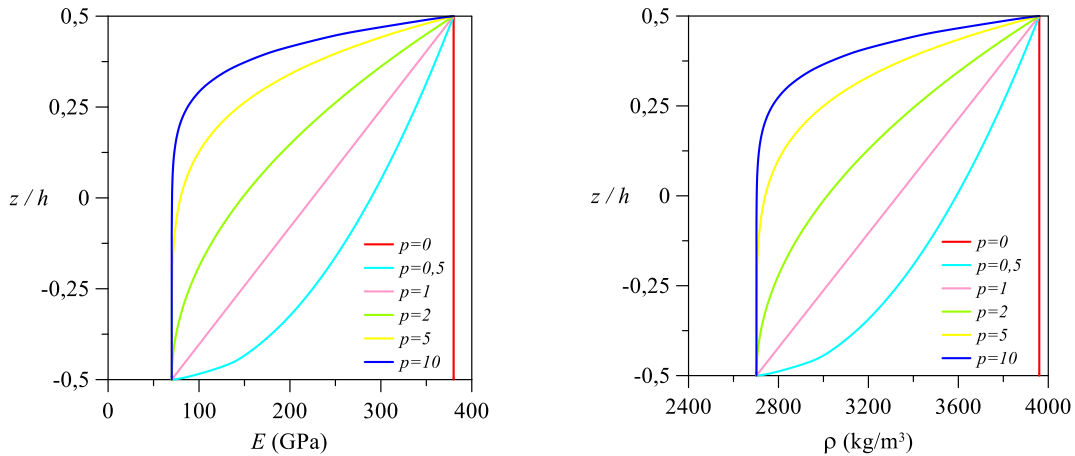 0,5
0,25
z / h
0
-0,25
-0,5
0
100
200
300
400
E (GPa)
p=0
p=0,5
p=1
p=2
p=5
p=10
0,5
0,25
z / h
0
-0,25
-0,5
2400
2800
3200
3600
4000
ρ (kg/m³)
p=0
p=0,5
p=1
p=2
p=5
p=10